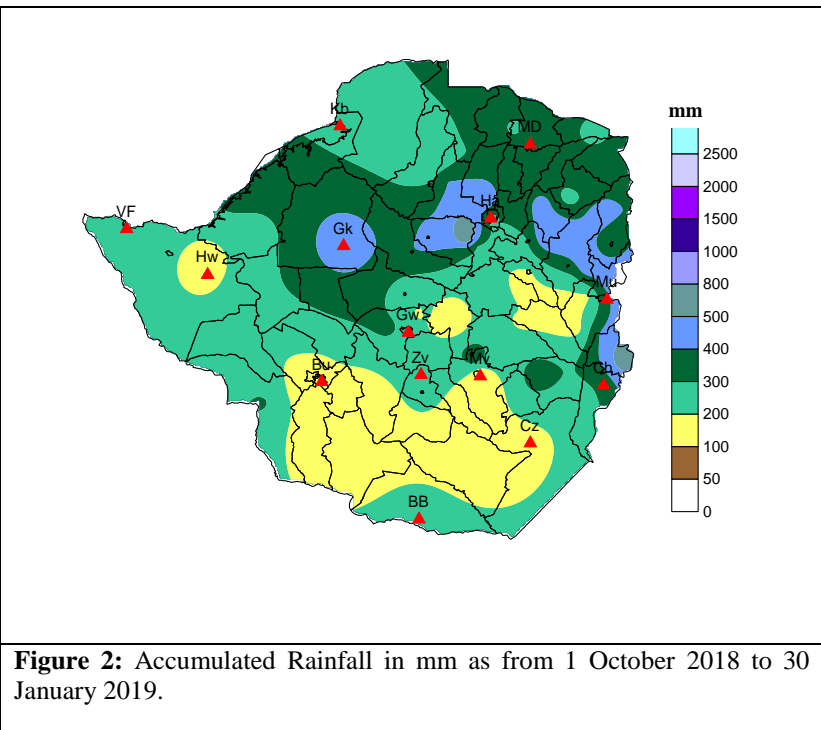 mm
Kb
MD
2500
2000
Ha
1500
VF
Gk
1000
Hw
800
Mu
500
Gw
400
Bu
Zv
Mv
Ch
300
200
Cz
100
50
BB
0
Figure 2: Accumulated Rainfall in mm as from 1 October 2018 to 30
January 2019.